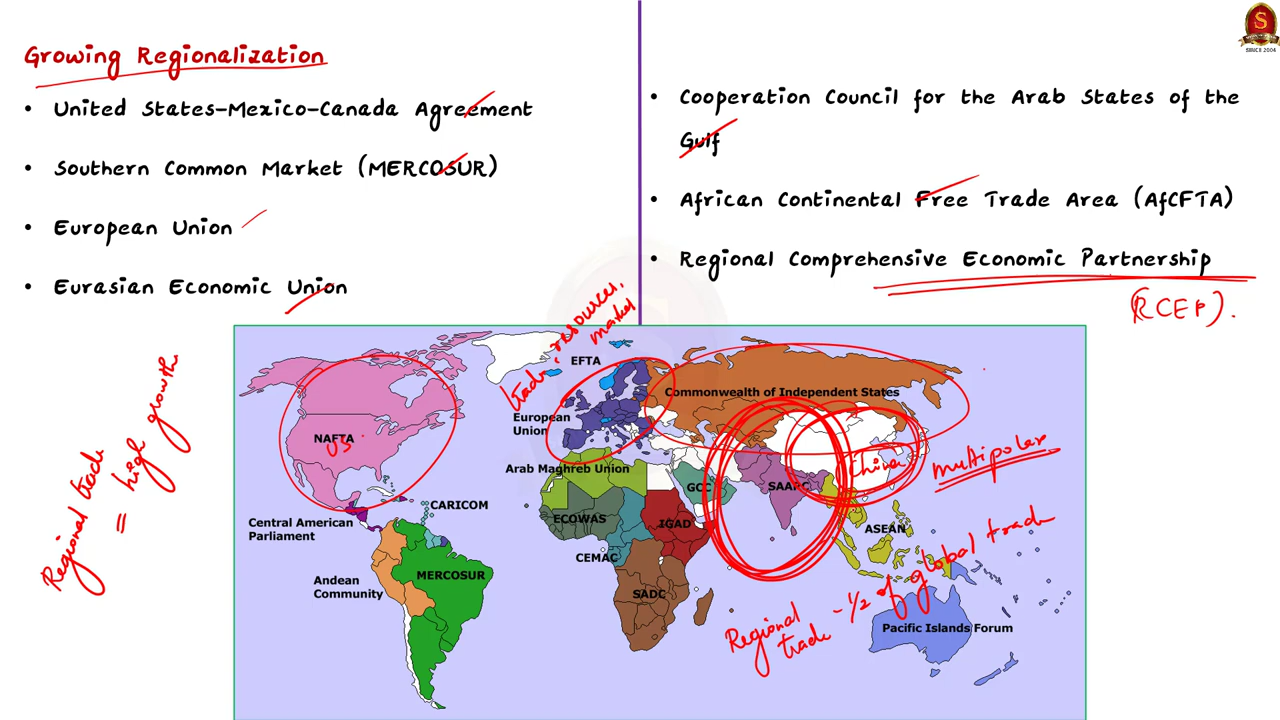 Growing Regionalization
• United States-Mexico-Canada Agreement
• Southern Common Market (MERCOSUR)
• European Union
• Eurasian Economic Union
• Cooperation Council for the Arab States of the
Gulf
• African Continental Free Trade Area (AfCFTA)
• Regional Comprehensive Economic Partnership
(RCEP).
S
SINCE 2004
trade, resources,
market
Regional trade
= high growth
EFTA
Commonwealth of Independent States
European
Union
NAFTA
US
China
multipolar
Arab Maghreb Union
GCC
SAARC
CARICOM
Central American
Parliament
ECOWAS
IGAD
ASEAN
CEMAC
MERCOSUR
Andean
Community
SADC
Regional
trade - 1/2 of global trade
Pacific Islands Forum